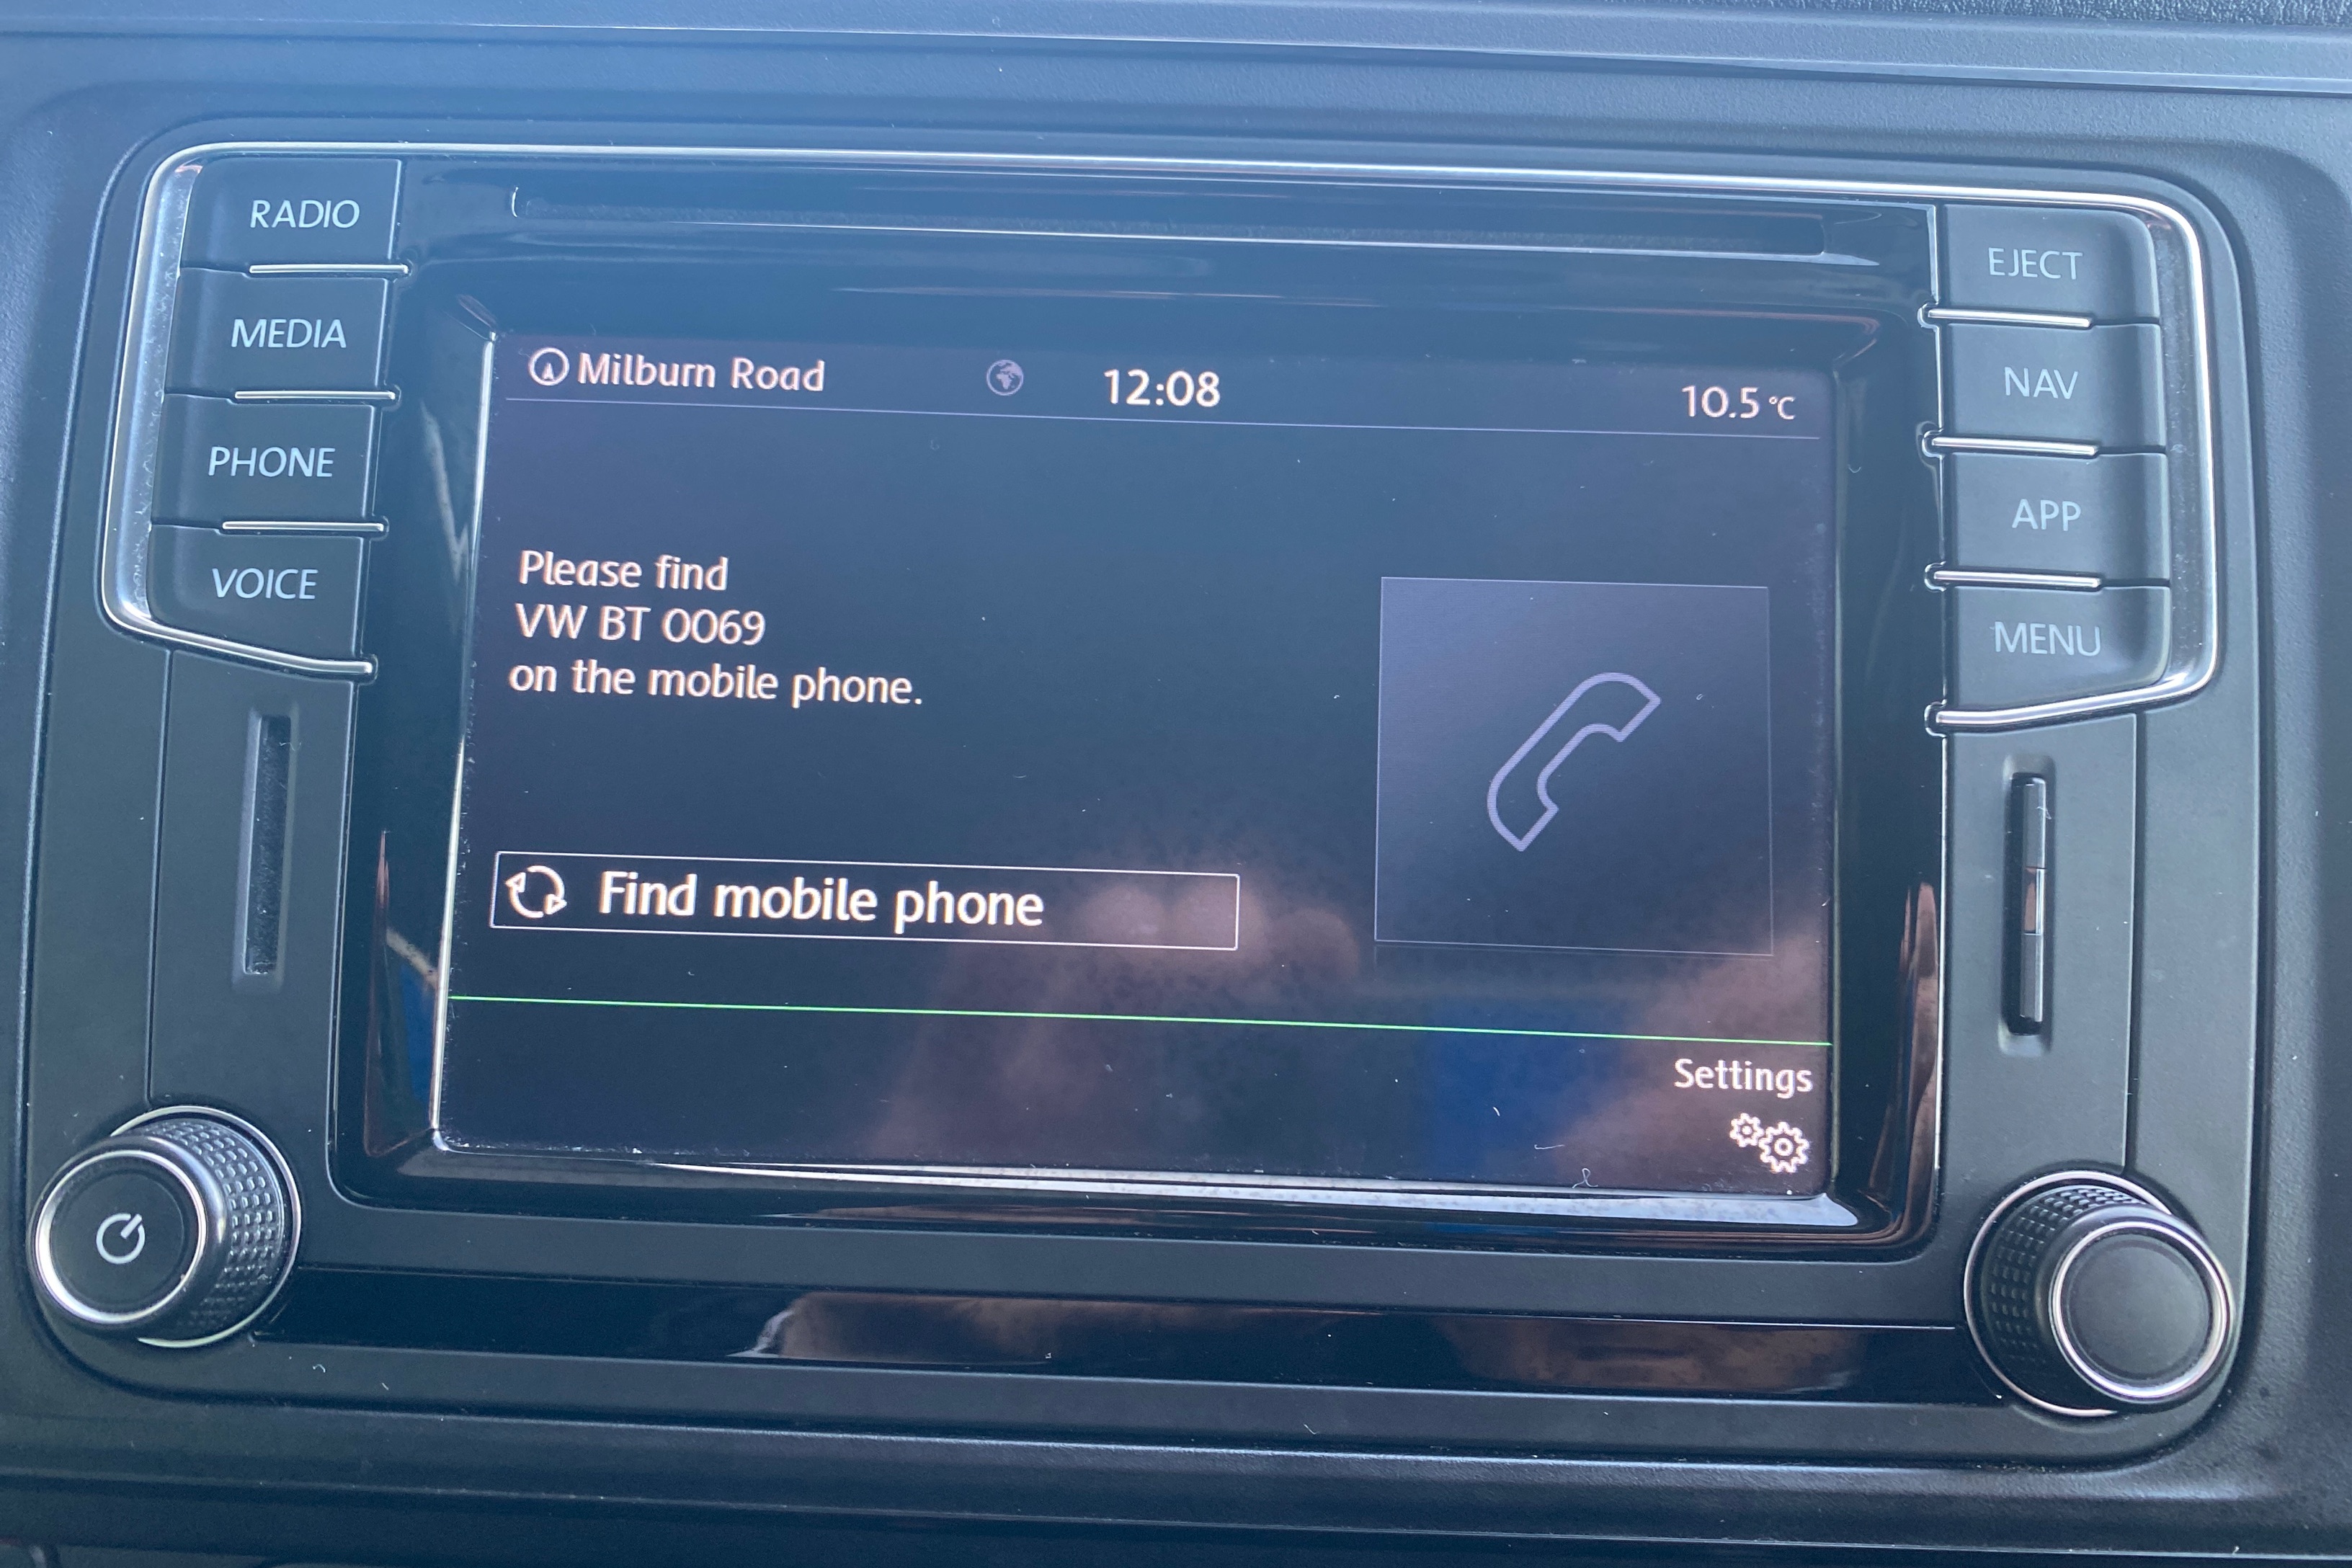 RADIO
MEDIA
PHONE
VOICE
Milburn Road
12:08
10.5 °C
Please find
VW BT 0069
on the mobile phone.
Find mobile phone
Settings
EJECT
NAV
APP
MENU